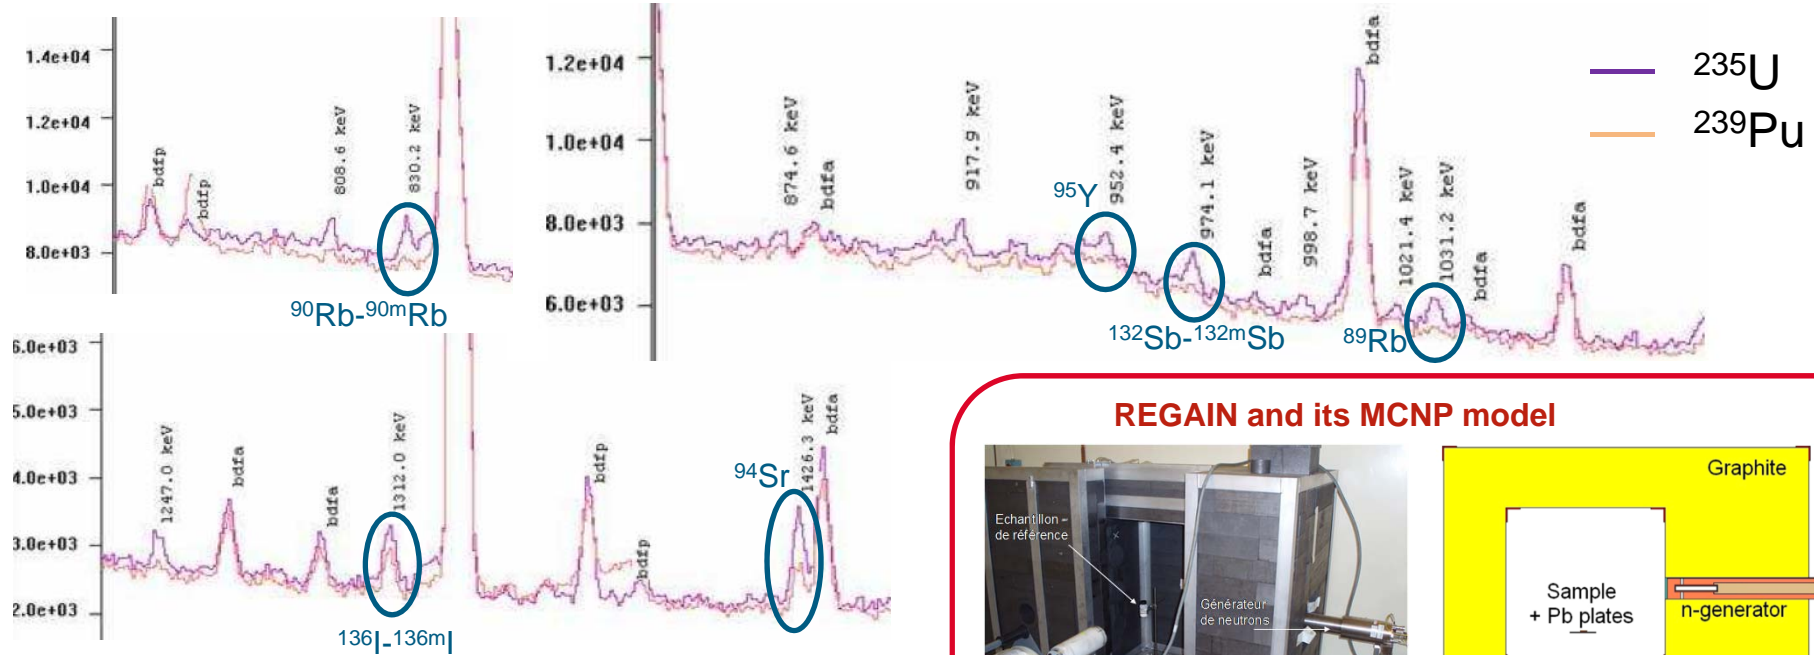 1.4e+04
1.2e+04
1.0e+04
8.0e+03
bdfp
bdfp
808.6 keV
830.2 keV
90Rb-90mRb
1.2e+04
1.0e+04
8.0e+03
6.0e+03
874.6 keV
bdfa
917.9 keV
95Y
952.4 keV
974.1 keV
132Sb-132mSb
bdfa
998.7 keV
bdfa
1021.4 keV
89Rb
1031.2 keV
bdfa
bdfa
235U
239Pu
6.0e+03
5.0e+03
4.0e+03
3.0e+03
2.0e+03
1247.0 keV
bdfa
bdfa
1312.0 keV
136I-136mI
bdfp
bdfp
94Sr
1426.3 keV
bdfa
REGAIN and its MCNP model
Echantillon
de référence
Générateur
de neutrons
Graphite
Sample
+ Pb plates
n-generator